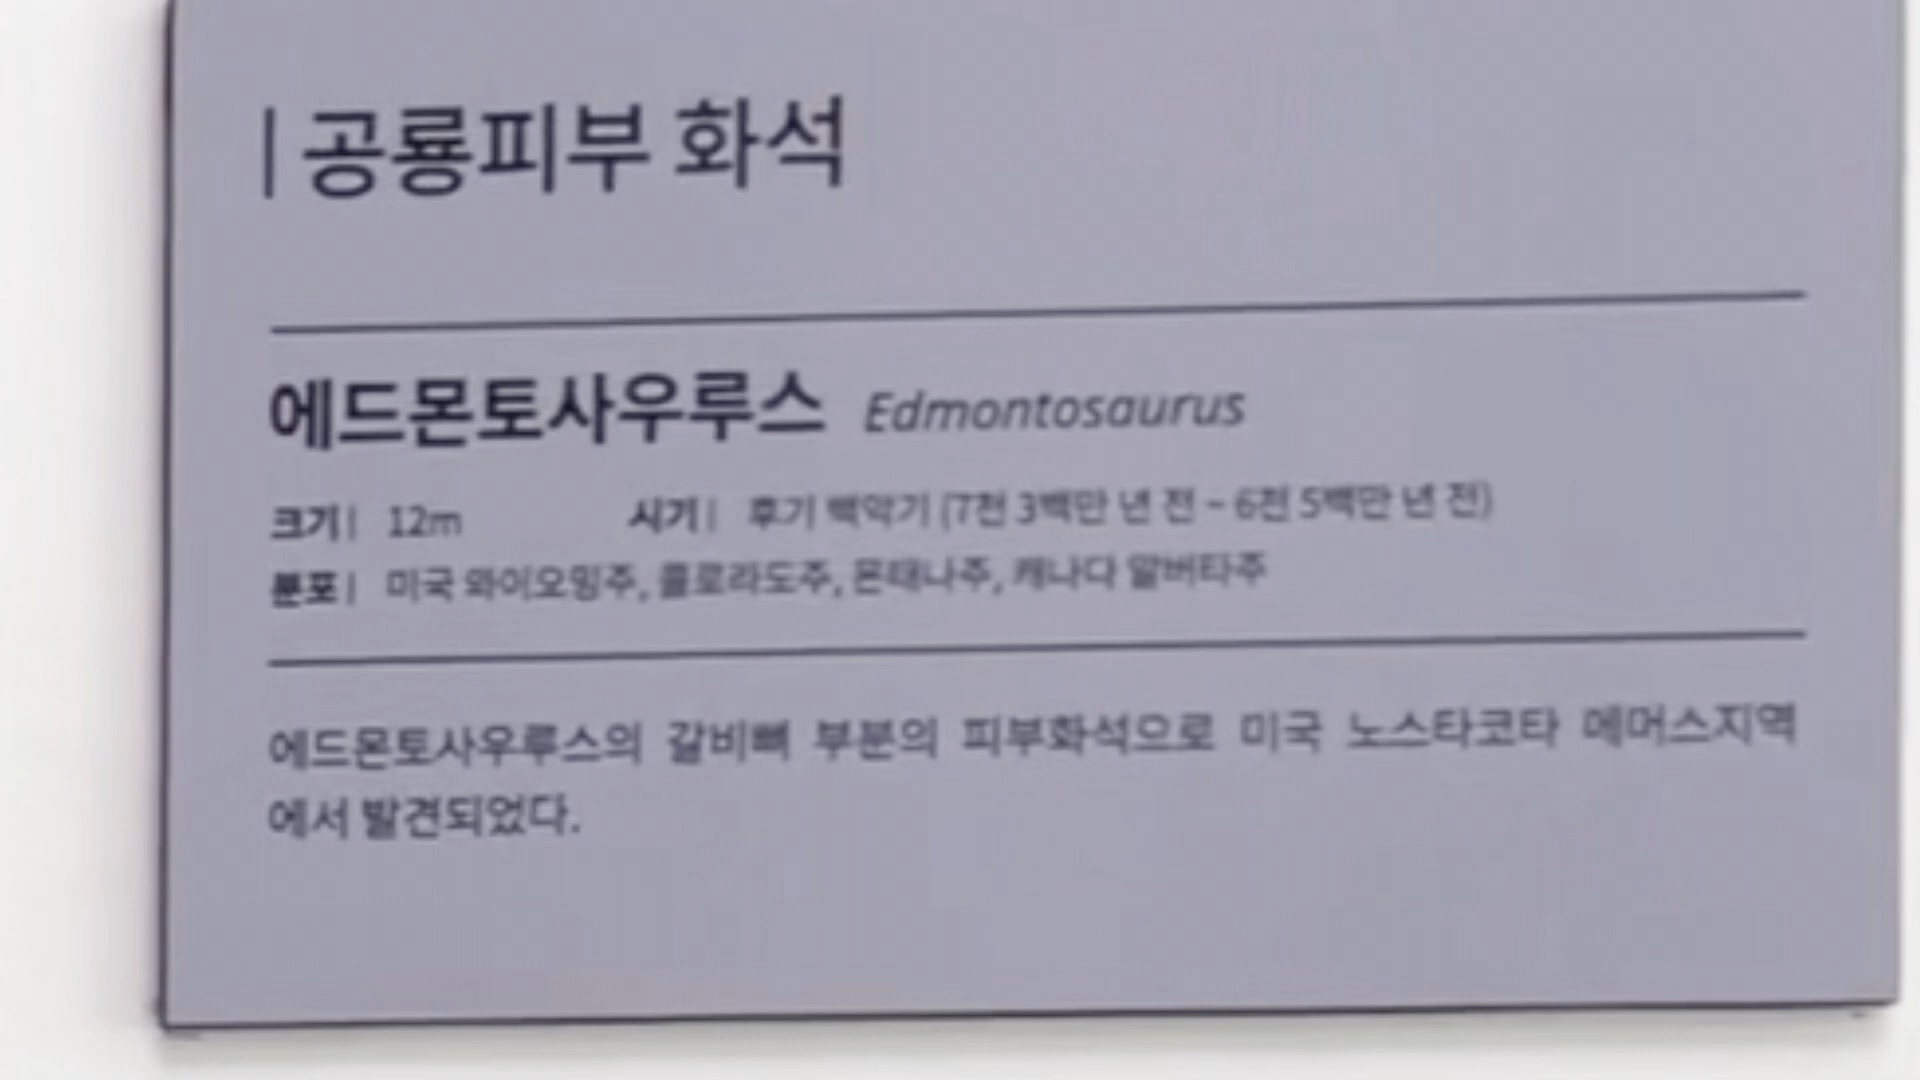 | 공룡피부 화석
에드몬토사우루스 Edmontosaurus
크기 | 12m 시기 | 후기 백악기 (7천 3백만 년 전 ~ 6천 5백만 년 전)
분포 | 미국 와이오밍주, 콜로라도주, 몬태나주, 캐나다 알버타주
에드몬토사우루스의 갈비뼈 부분의 피부화석으로 미국 노스타코타 메머스지역
에서 발견되었다.